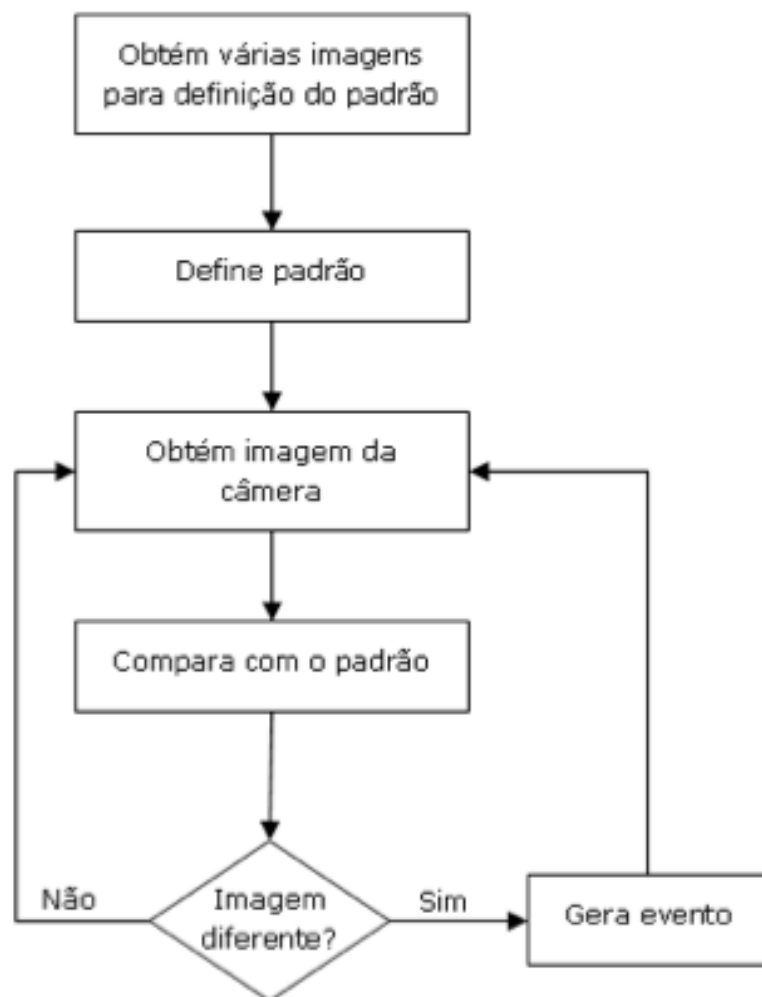 Obtém várias imagens
para definição do padrão
Define padrão
Obtém imagem da
câmera
Compara com o padrão
Não
Imagem
diferente?
Sim
Gera evento